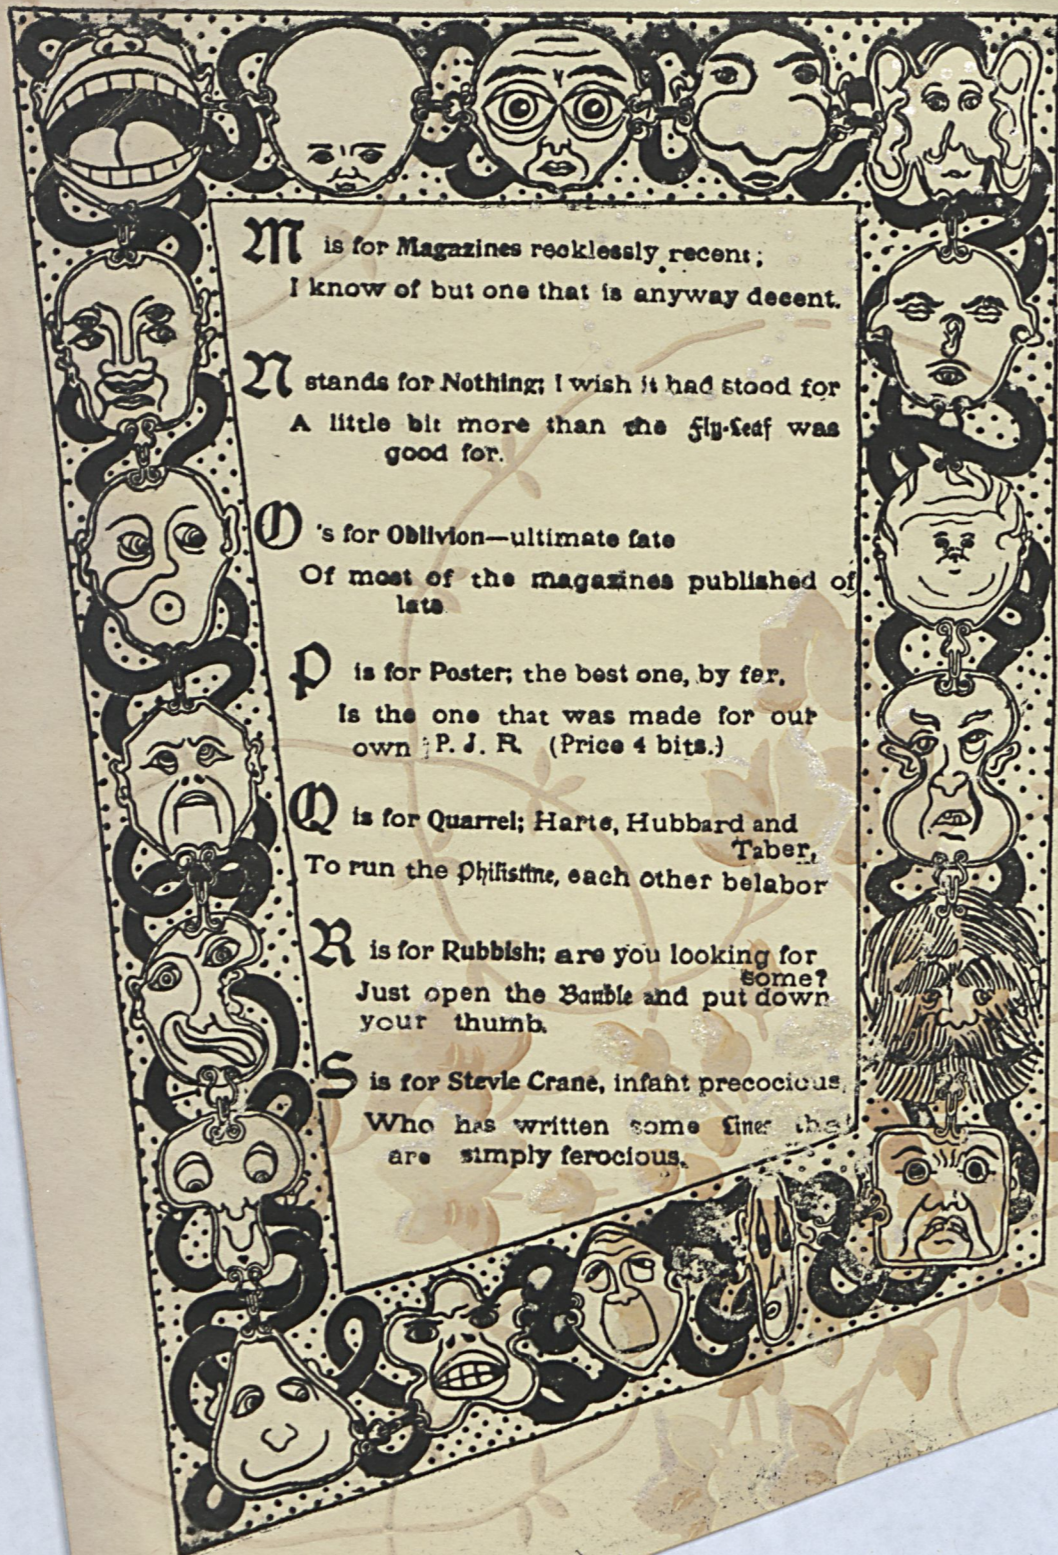 M is for Magazines recklessly recent;
I know of but one that is anyway decent.
N stands for Nothing; I wish it had stood for
A little bit more than the Fly-Leaf was
good for.
O 's for Oblivion—ultimate fate
Of most of the magazines published of
late
P is for Poster; the best one, by far,
Is the one that was made for our
own P. J. R. (Price 4 bits.)
Q is for Quarrel; Harte, Hubbard and
Taber,
To run the Philistine, each other belabor
R is for Rubbish; are you looking for
some?
Just open the Bauble and put down
your thumb.
S is for Stevie Crane, infant precocious,
Who has written some lines that
are simply ferocious.